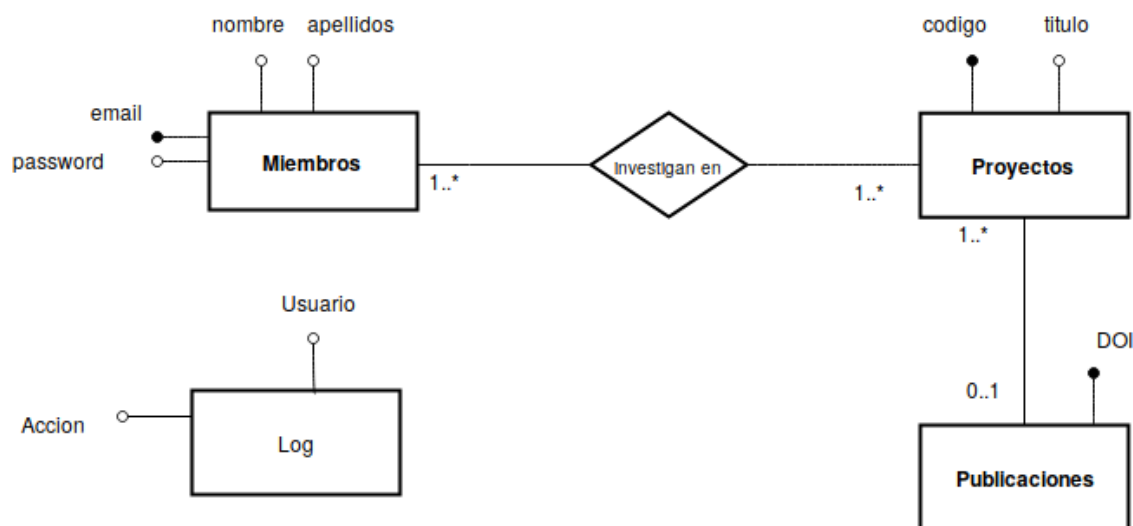 nombre apellidos
codigo titulo
email
password
Miembros
Investigan en
Proyectos
1..*
1..*
1..*
Usuario
DOI
0..1
Accion
Log
Publicaciones